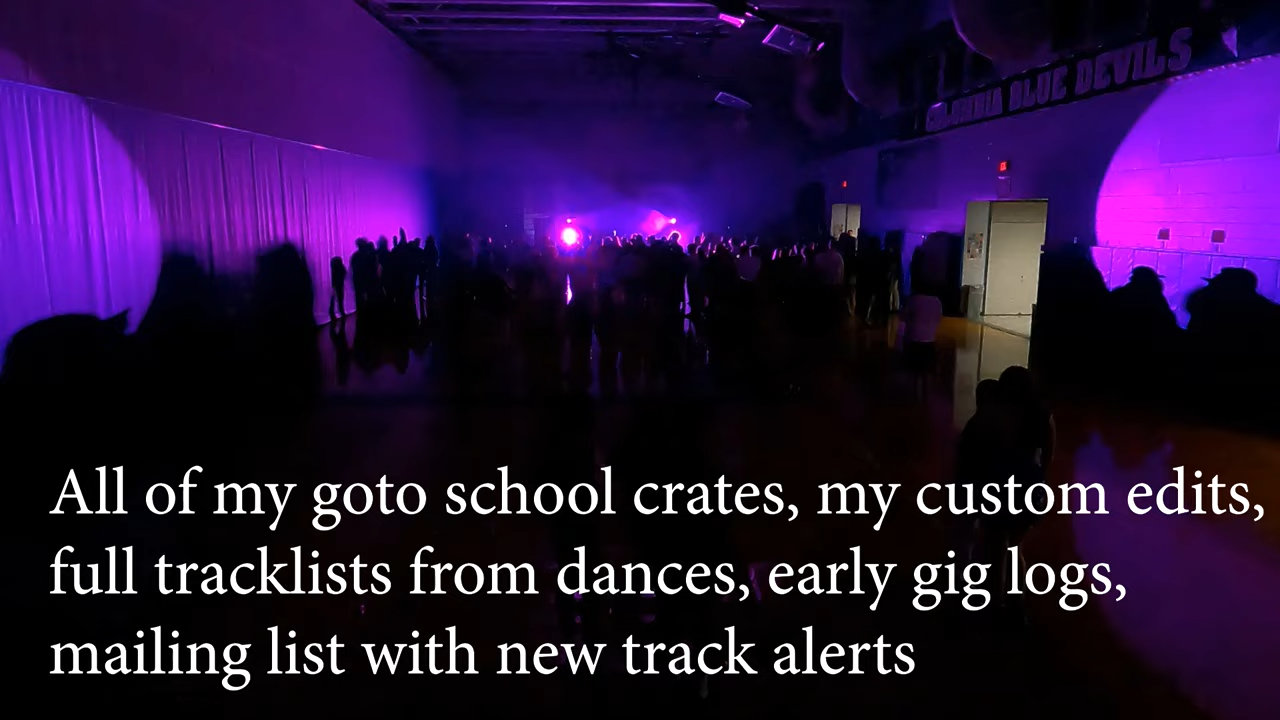 COLUMBIA BLUE DEVILS
All of my goto school crates, my custom edits,
full tracklists from dances, early gig logs,
mailing list with new track alerts